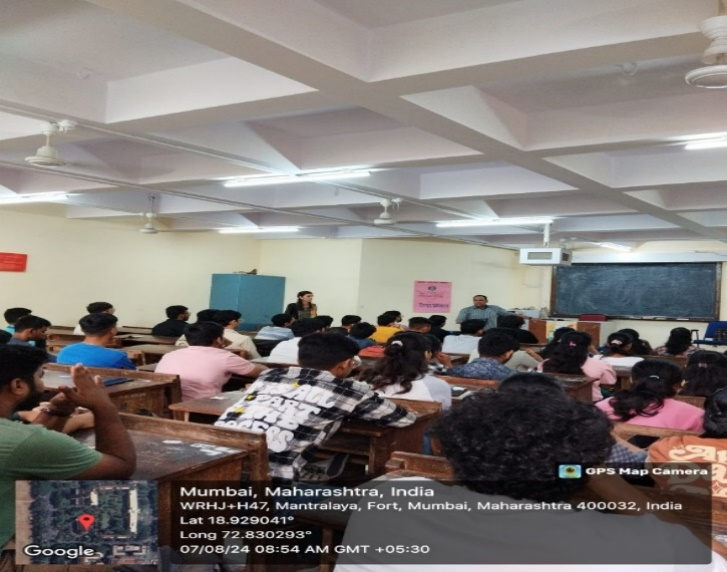 GPS Map Camera
Mumbai, Maharashtra, India
WRHJ+H47, Mantralaya, Fort, Mumbai, Maharashtra 400032, India
Lat 18.929041°
Long 72.830293°
07/08/24 08:54 AM GMT +05:30
Google